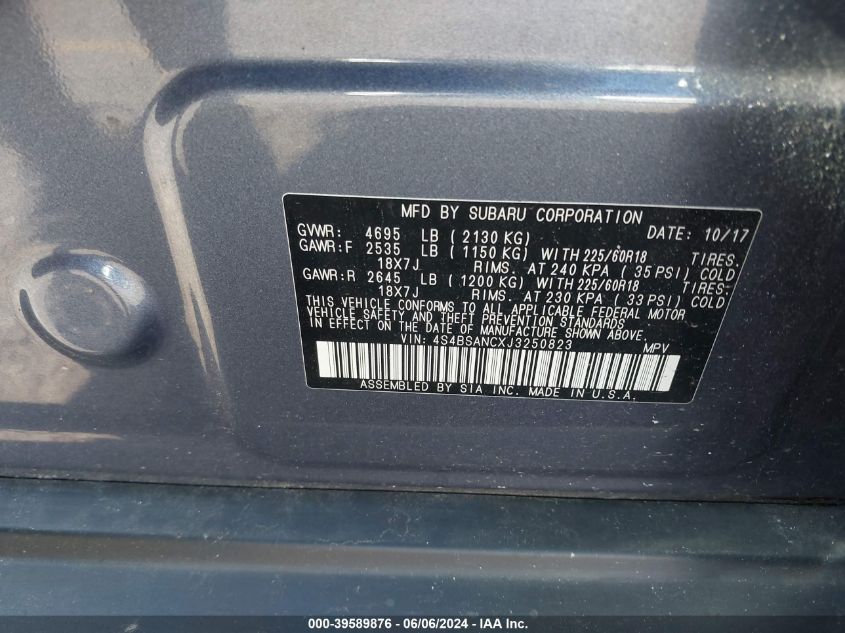 MFD BY SUBARU CORPORATION
GVWR: 4695 LB (2130 KG) DATE: 10/17
GAWR:F 2535 LB (1150 KG) WITH 225/60R18 TIRES.
18X7J RIMS. AT 240 KPA (35 PSI) COLD
GAWR:R 2645 LB (1200 KG) WITH 225/60R18 TIRES:
18X7J RIMS. AT 230 KPA (33 PSI) COLD
THIS VEHICLE CONFORMS TO ALL APPLICABLE FEDERAL MOTOR
VEHICLE SAFETY AND THEFT PREVENTION STANDARDS
IN EFFECT ON THE DATE OF MANUFACTURE SHOWN ABOVE.
VIN: 4S4BSANCXJ3250823 MPV
ASSEMBLED BY SIA INC. MADE IN U.S.A.
000-39589876 - 06/06/2024 - IAAI.com